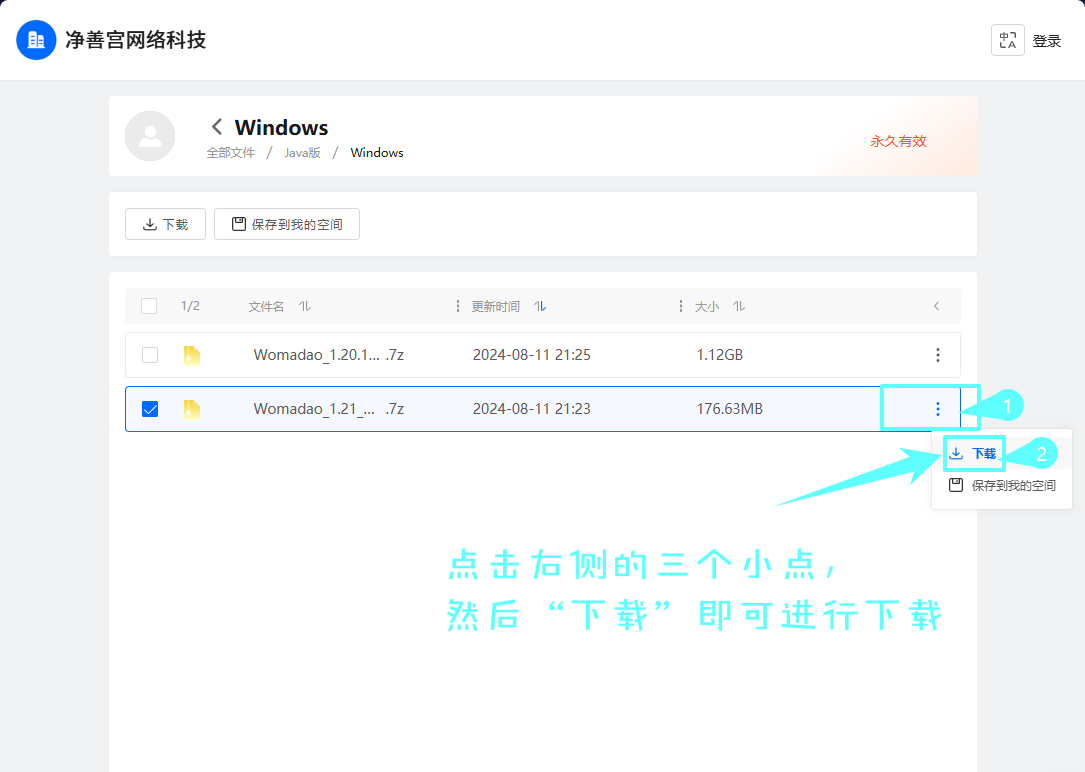 净善宫网络科技
登录
Windows
全部文件 / Java版 / Windows
永久有效
下载 保存到我的空间
1/2 文件名 更新时间 大小
Womadao_1.20.1... .7z 2024-08-11 21:25 1.12GB
Womadao_1.21_... .7z 2024-08-11 21:23 176.63MB
1
下载 2
保存到我的空间
点击右侧的三个小点，
然后“下载”即可进行下载